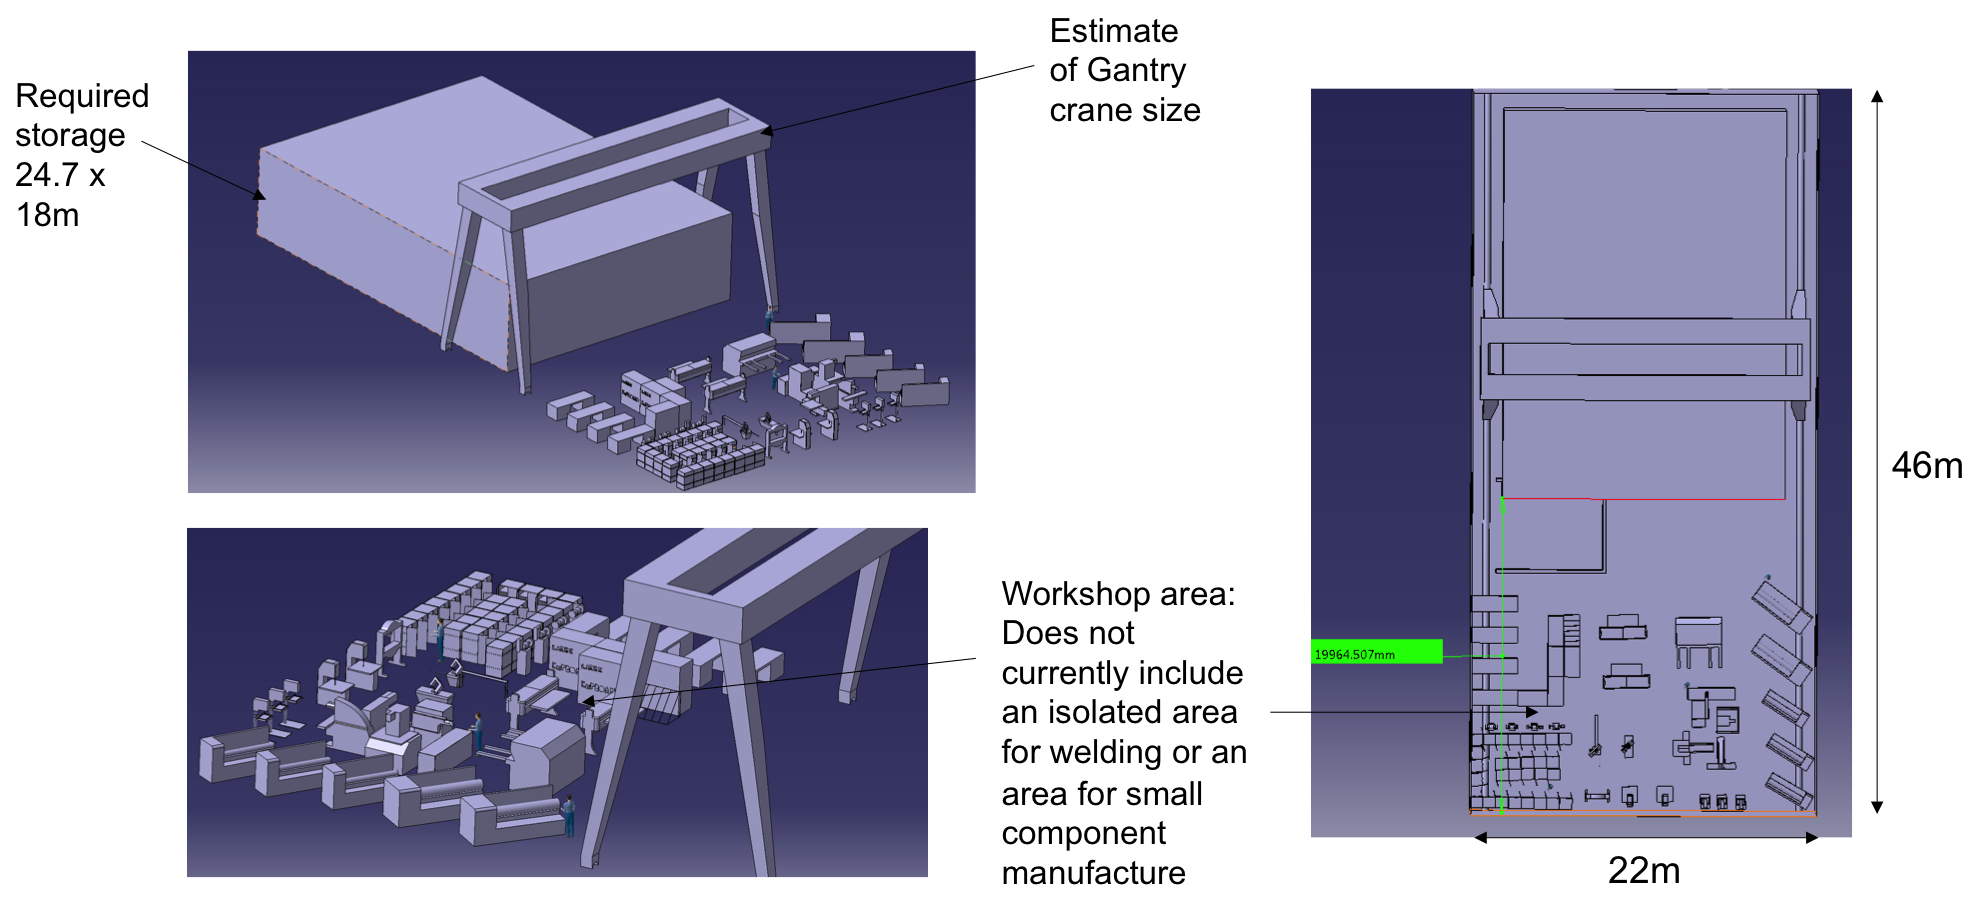 Required
storage
24.7 x
18m
Estimate
of Gantry
crane size
Workshop area:
Does not
currently include
an isolated area
for welding or an
area for small
component
manufacture
19964.507mm
46m
22m